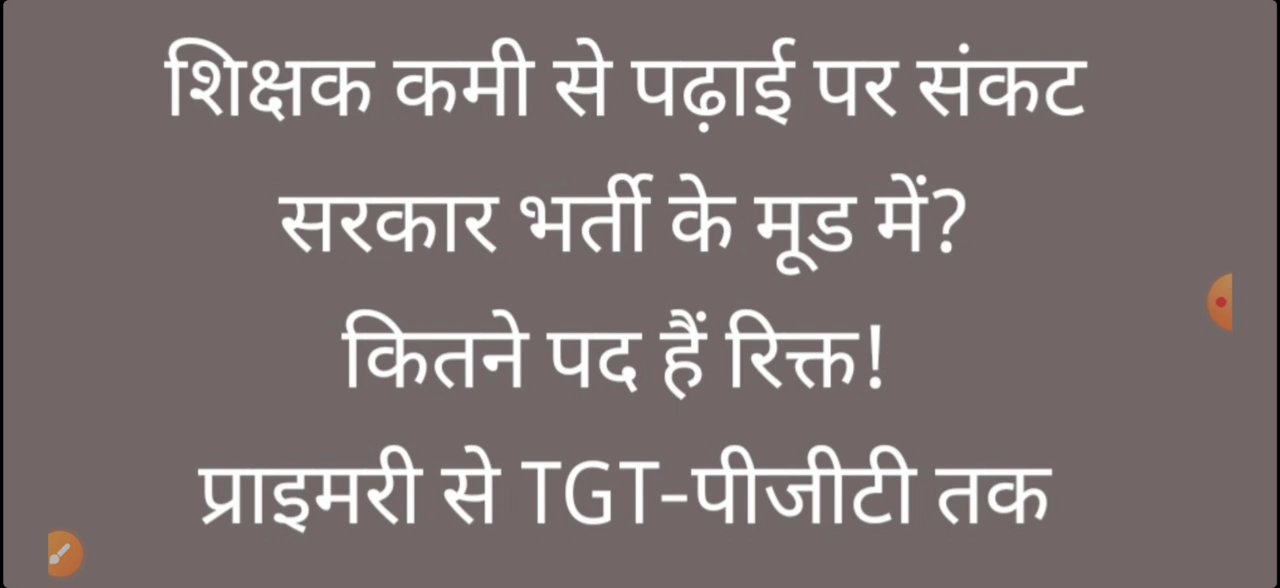 शिक्षक कमी से पढ़ाई पर संकट
सरकार भर्ती के मूड में?
कितने पद हैं रिक्त!
प्राइमरी से TGT-पीजीटी तक